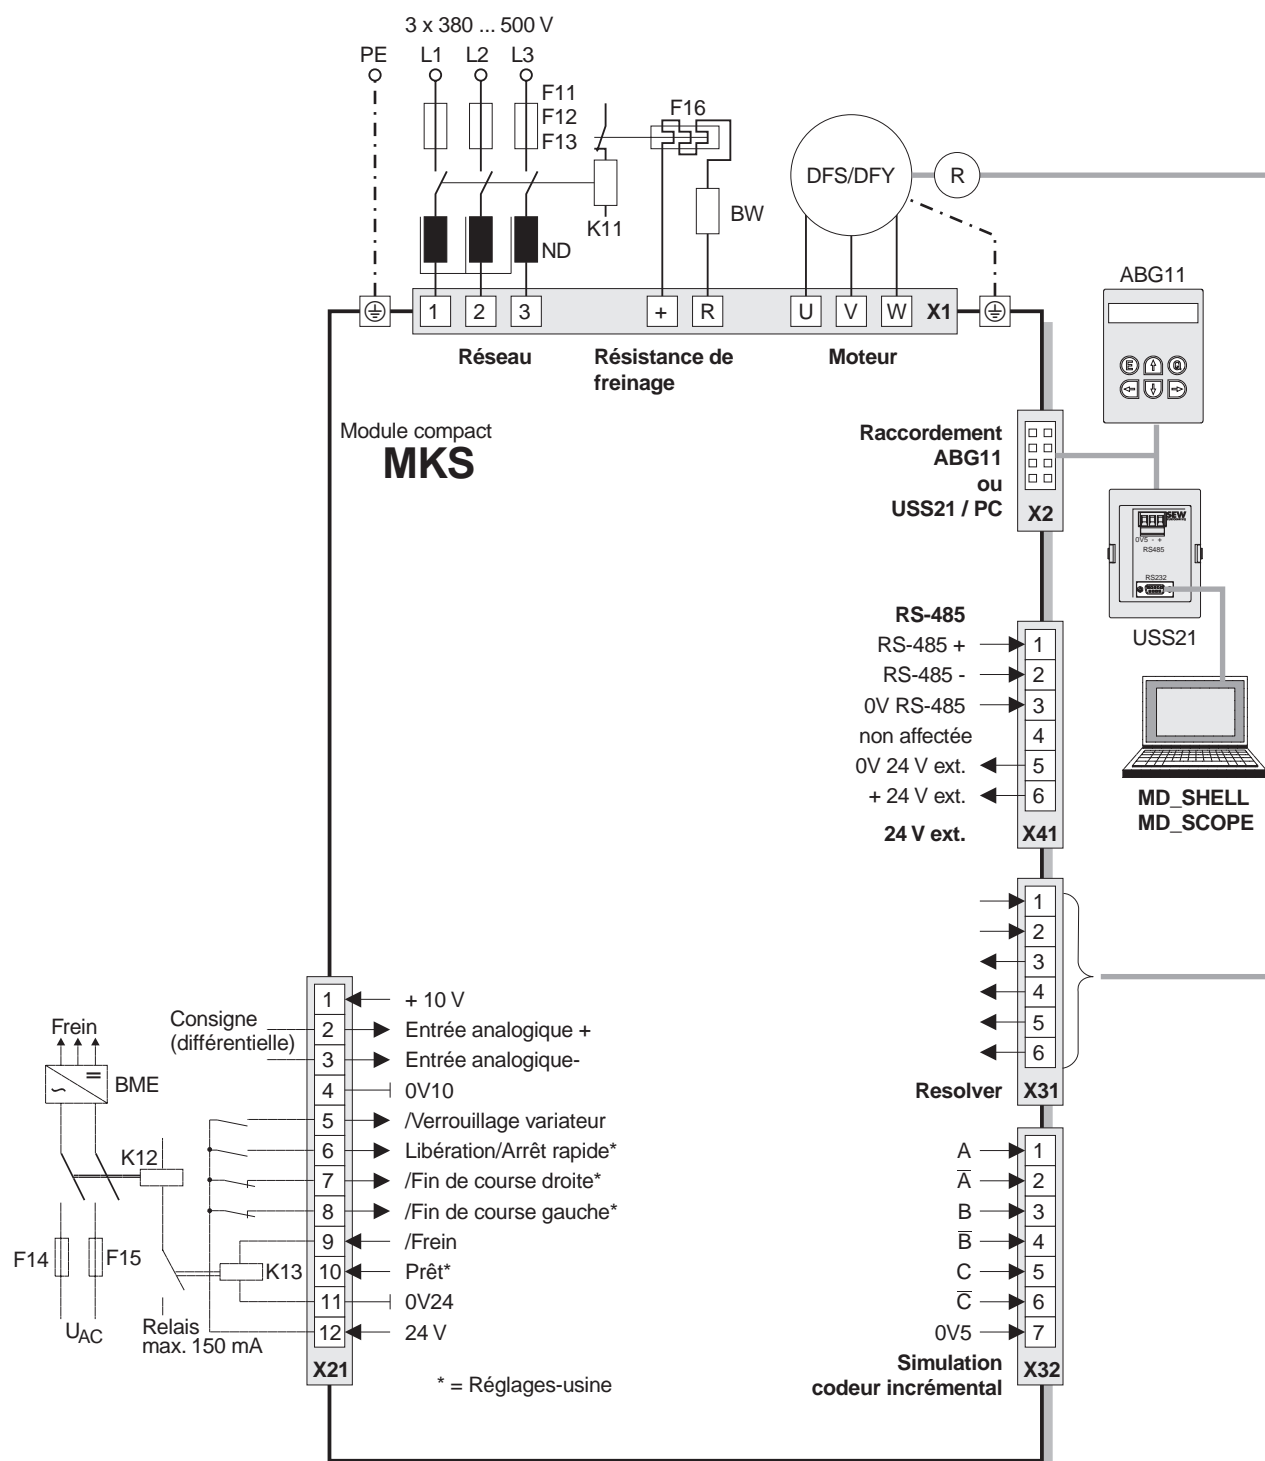 3 x 380 ... 500 V
PE L1 L2 L3
F11
F12
F13
F16
K11
BW
ND
DFS/DFY
R
1 2 3 + R U V W X1
Réseau
Résistance de
freinage
Moteur
Module compact
MKS
ABG11
E Q
Raccordement
ABG11
ou
USS21 / PC
X2
SEW
0V5 - +
RS485
RS232
USS21
MD_SHELL
MD_SCOPE
RS-485
RS-485 + 1
RS-485 - 2
0V RS-485 3
non affectée 4
0V 24 V ext. 5
+ 24 V ext. 6
24 V ext. X41
1
2
3
4
5
6
Resolver X31
A 1
A̅ 2
B 3
B̅ 4
C 5
C̅ 6
0V5 7
Simulation
codeur incrémental
X32
Consigne
(différentielle)
1 + 10 V
2 Entrée analogique +
3 Entrée analogique-
4 0V10
5 /Verrouillage variateur
6 Libération/Arrêt rapide*
7 /Fin de course droite*
8 /Fin de course gauche*
9 /Frein
10 Prêt*
11 0V24
12 24 V
X21
* = Réglages-usine
Frein
BME
K12
F14 F15
K13
UAC
Relais
max. 150 mA